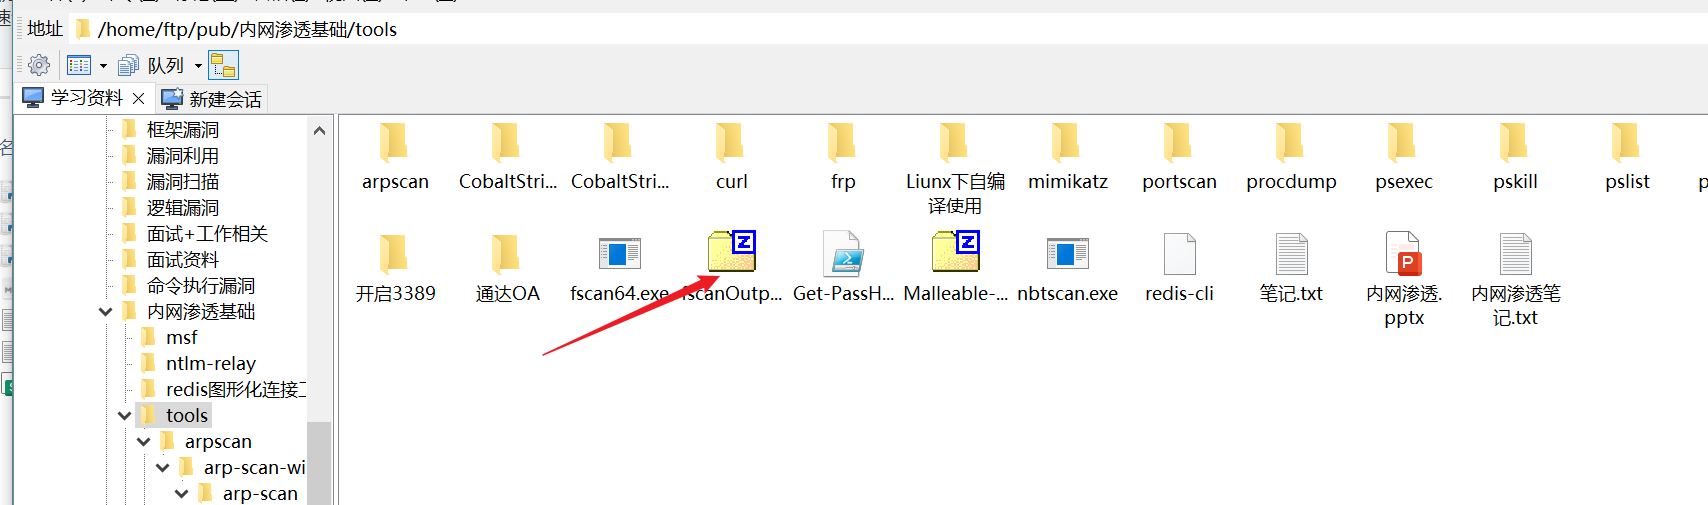 地址 /home/ftp/pub/内网渗透基础/tools
队列
学习资料 新建会话
框架漏洞
漏洞利用
漏洞扫描
逻辑漏洞
面试+工作相关
面试资料
命令执行漏洞
内网渗透基础
msf
ntlm-relay
redis图形化连接工
tools
arpscan
arp-scan-wi
arp-scan
arpscan
CobaltStri...
CobaltStri...
curl
frp
Liunx下自编
译使用
mimikatz
portscan
procdump
psexec
pskill
pslist
开启3389
通达OA
fscan64.exe
fscanOutp...
Get-PassH...
Malleable-...
nbtscan.exe
redis-cli
笔记.txt
内网渗透.
pptx
内网渗透笔
记.txt